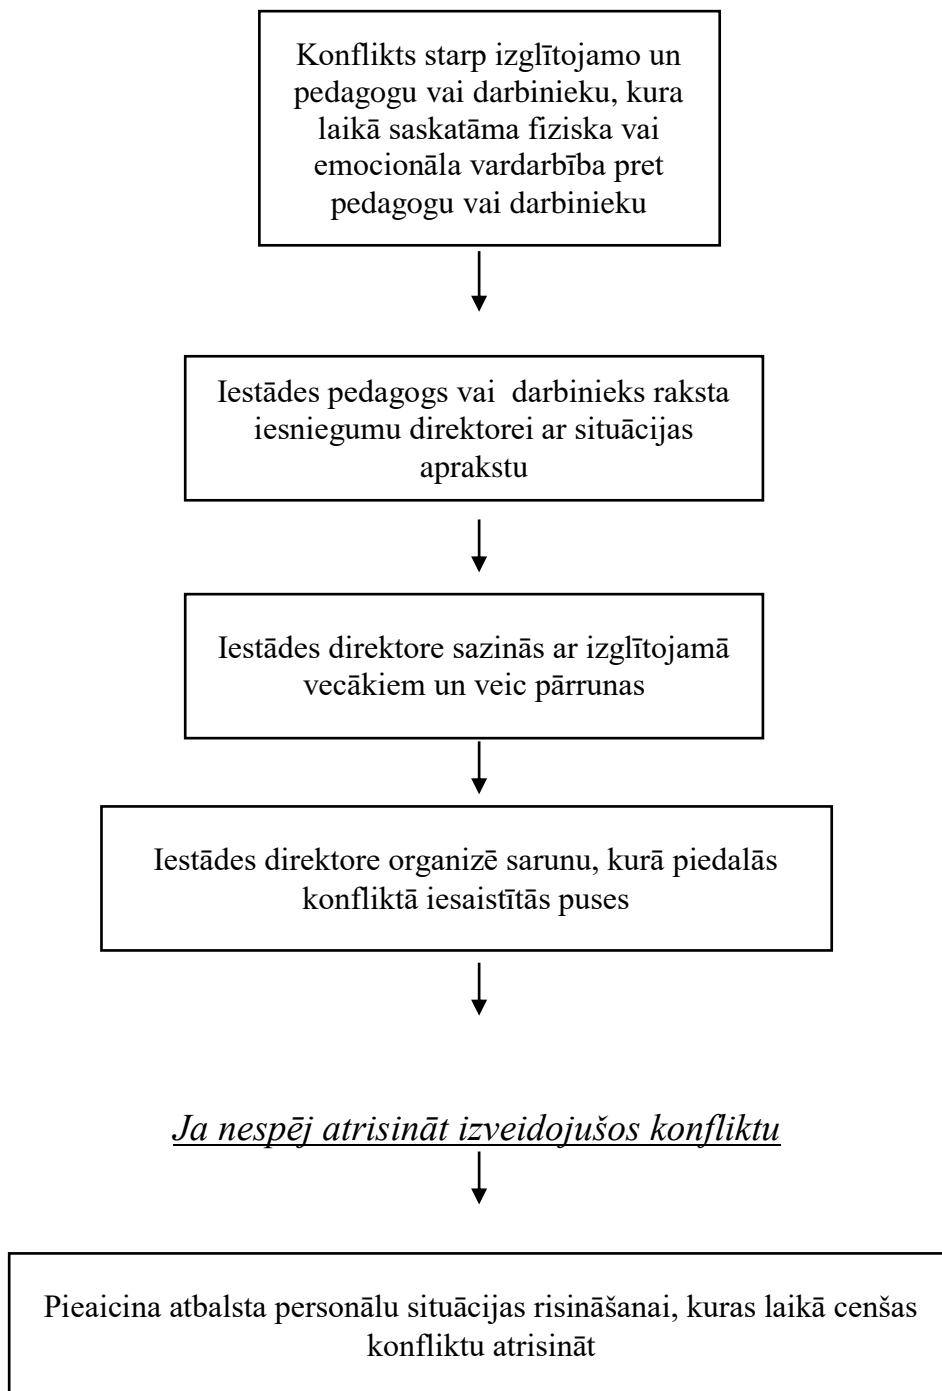 Konflikts starp izglītojamo un
pedagogu vai darbinieku, kura
laikā saskatāma fiziska vai
emocionāla vardarbība pret
pedagogu vai darbinieku
Iestādes pedagogs vai  darbinieks raksta
iesniegumu direktorei ar situācijas
aprakstu
Iestādes direktore sazinās ar izglītojamā
vecākiem un veic pārrunas
Iestādes direktore organizē sarunu, kurā piedalās
konfliktā iesaistītās puses
Ja nespēj atrisināt izveidojušos konfliktu
Pieaicina atbalsta personālu situācijas risināšanai, kuras laikā cenšas
konfliktu atrisināt